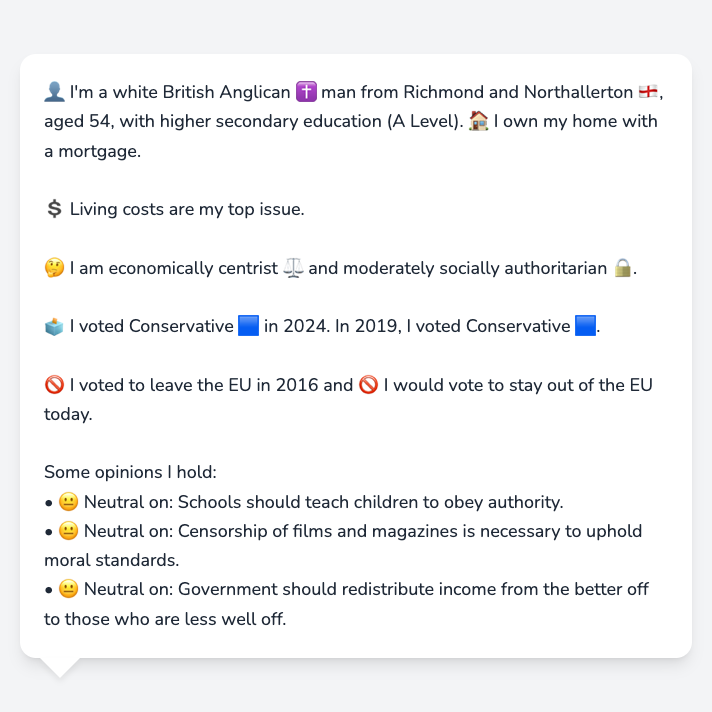 👤 I'm a white British Anglican ✝️ man from Richmond and Northallerton 🏴󠁧󠁢󠁥󠁮󠁧󠁿,
aged 54, with higher secondary education (A Level). 🏠 I own my home with
a mortgage.
💲 Living costs are my top issue.
🤔 I am economically centrist ⚖️ and moderately socially authoritarian 🔒.
🗳️ I voted Conservative 🟦 in 2024. In 2019, I voted Conservative 🟦.
🚫 I voted to leave the EU in 2016 and 🚫 I would vote to stay out of the EU
today.
Some opinions I hold:
• 😐 Neutral on: Schools should teach children to obey authority.
• 😐 Neutral on: Censorship of films and magazines is necessary to uphold
moral standards.
• 😐 Neutral on: Government should redistribute income from the better off
to those who are less well off.